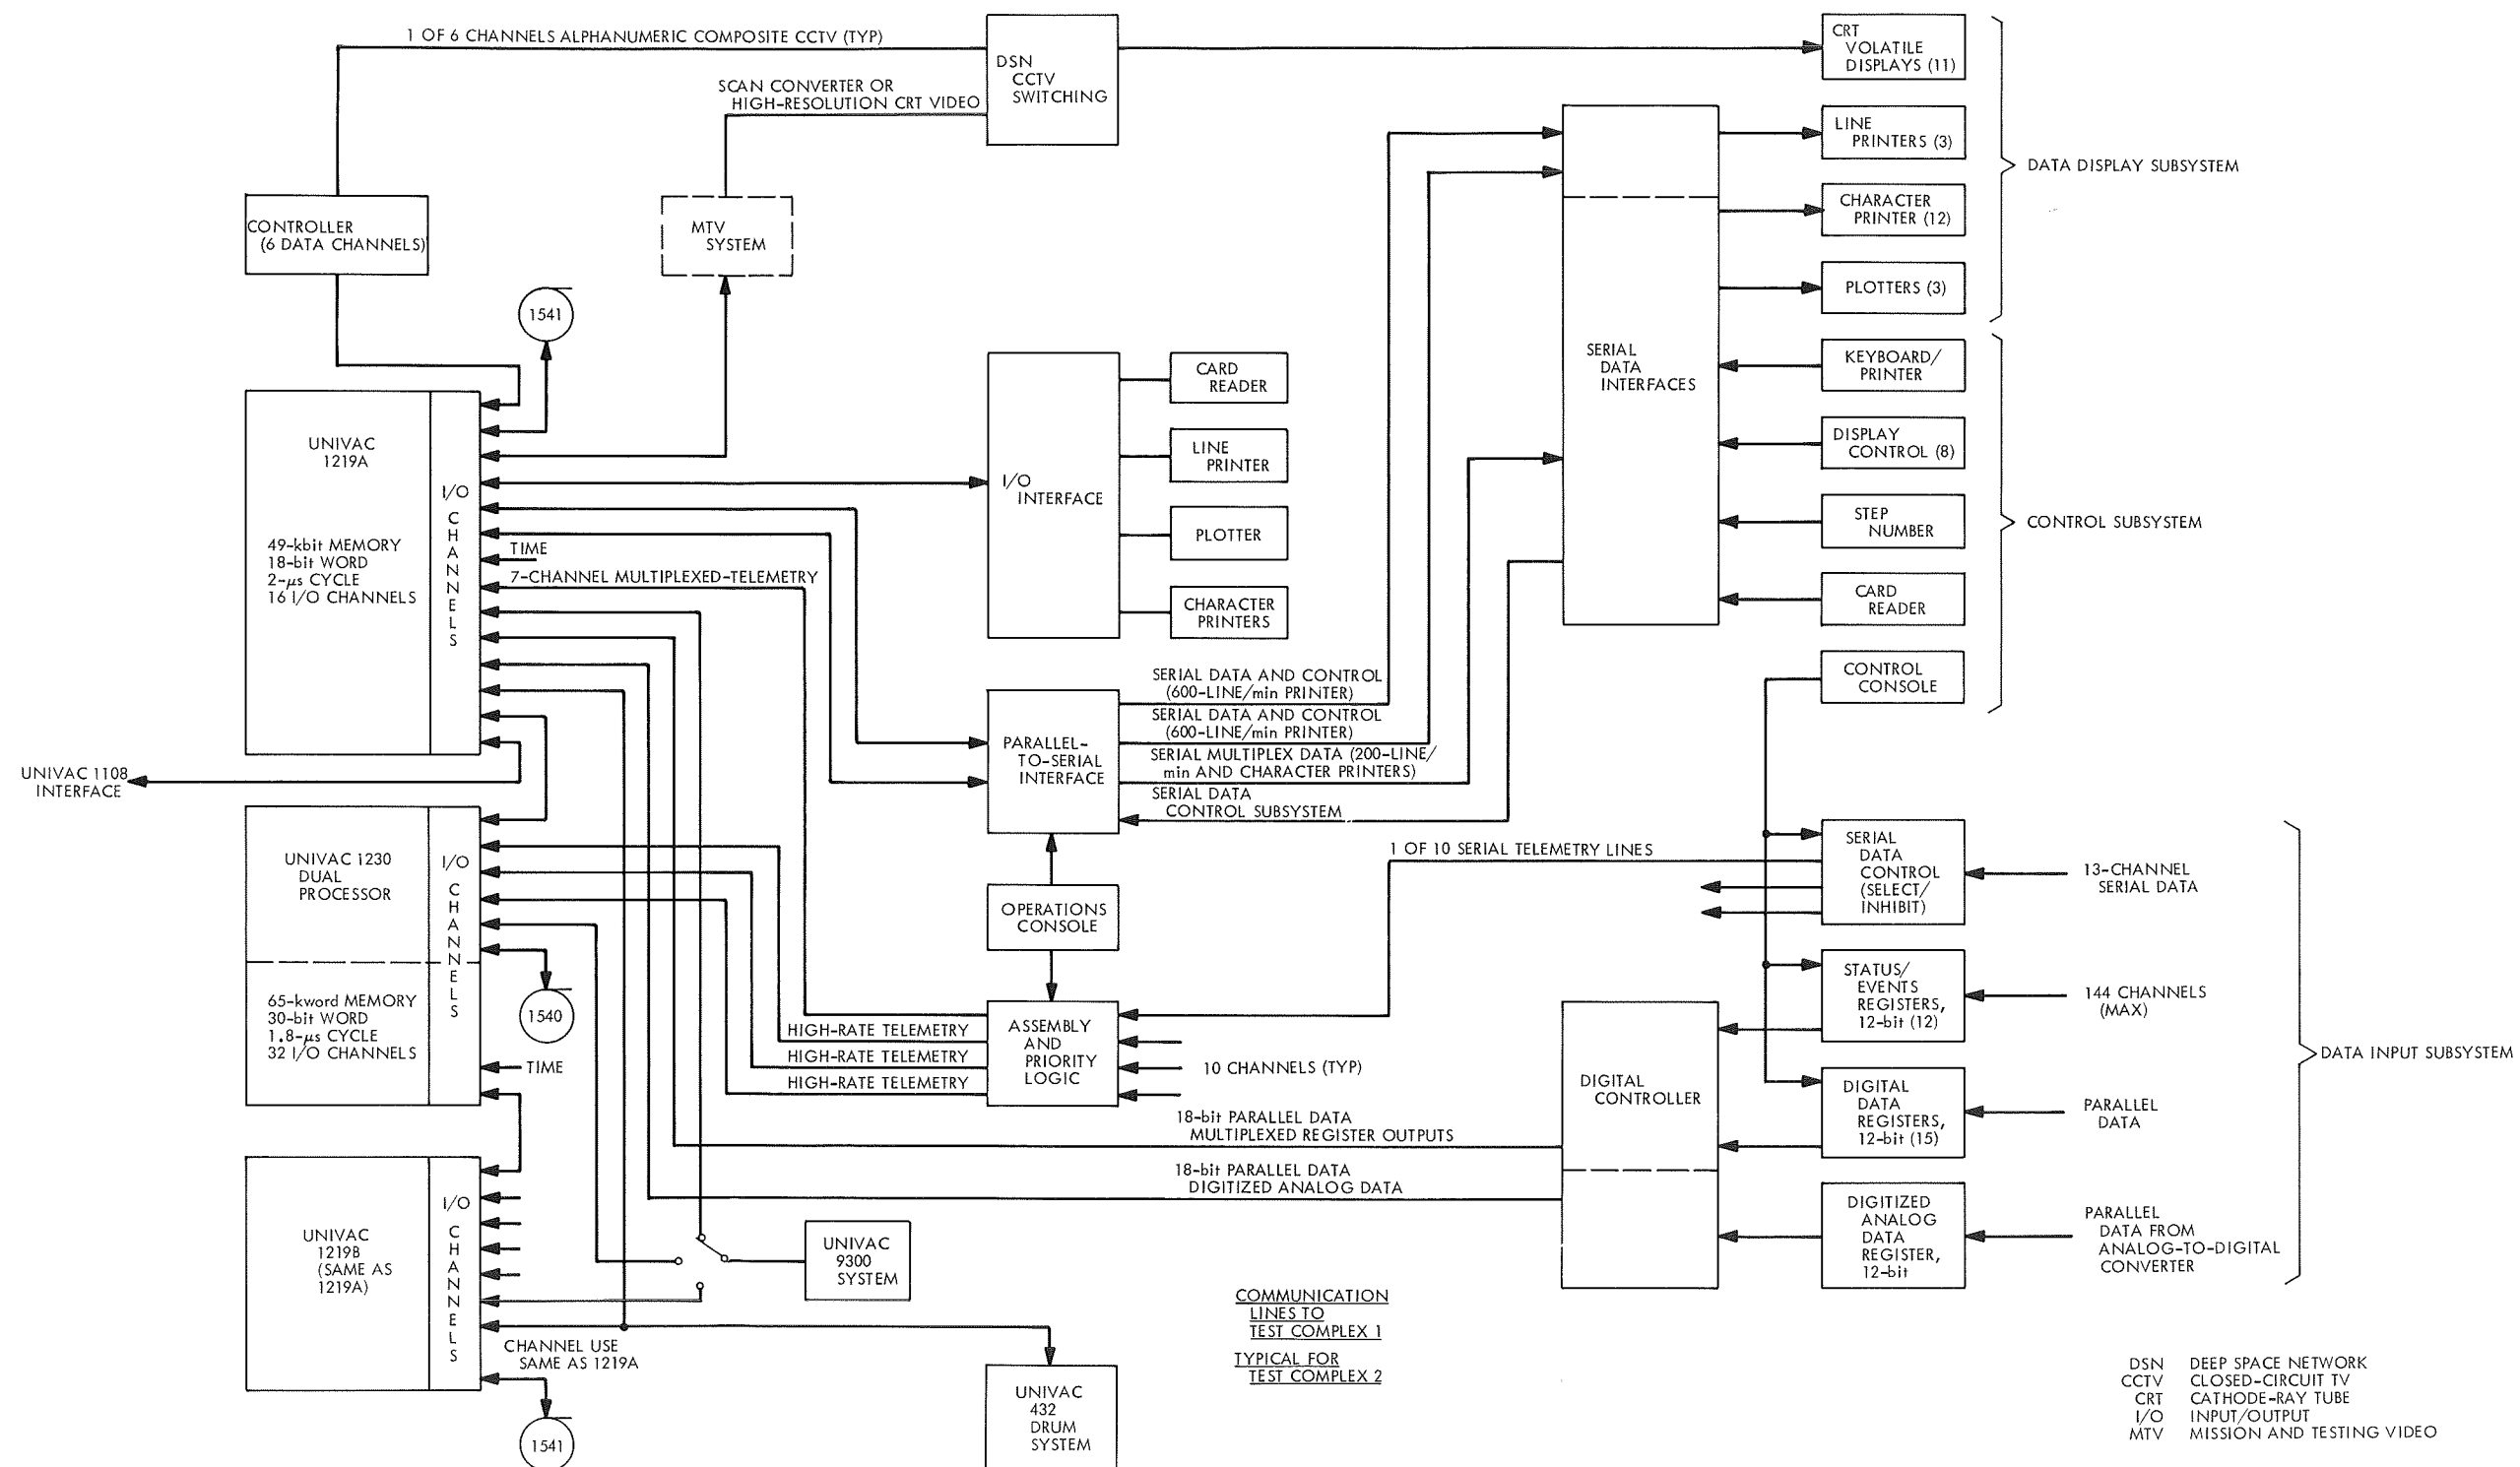 1 OF 6 CHANNELS ALPHANUMERIC COMPOSITE CCTV (TYP)
DSN
CCTV
SWITCHING
SCAN CONVERTER OR
HIGH-RESOLUTION CRT VIDEO
CRT
VOLATILE
DISPLAYS (11)
LINE
PRINTERS (3)
CHARACTER
PRINTER (12)
PLOTTERS (3)
DATA DISPLAY SUBSYSTEM
CONTROLLER
(6 DATA CHANNELS)
MTV
SYSTEM
1541
UNIVAC
1219A
49-kbit MEMORY
18-bit WORD
2-μs CYCLE
16 I/O CHANNELS
I/O
CHANNELS
TIME
7-CHANNEL MULTIPLEXED-TELEMETRY
I/O
INTERFACE
CARD
READER
LINE
PRINTER
PLOTTER
CHARACTER
PRINTERS
SERIAL
DATA
INTERFACES
KEYBOARD/
PRINTER
DISPLAY
CONTROL (8)
STEP
NUMBER
CARD
READER
CONTROL
CONSOLE
CONTROL SUBSYSTEM
UNIVAC 1108
INTERFACE
PARALLEL-
TO-SERIAL
INTERFACE
SERIAL DATA AND CONTROL
(600-LINE/min PRINTER)
SERIAL DATA AND CONTROL
(600-LINE/min PRINTER)
SERIAL MULTIPLEX DATA (200-LINE/
min AND CHARACTER PRINTERS)
SERIAL DATA
CONTROL SUBSYSTEM
UNIVAC 1230
DUAL
PROCESSOR
65-kword MEMORY
30-bit WORD
1.8-μs CYCLE
32 I/O CHANNELS
I/O
CHANNELS
1540
TIME
OPERATIONS
CONSOLE
1 OF 10 SERIAL TELEMETRY LINES
SERIAL
DATA
CONTROL
(SELECT/
INHIBIT)
13-CHANNEL
SERIAL DATA
HIGH-RATE TELEMETRY
HIGH-RATE TELEMETRY
HIGH-RATE TELEMETRY
ASSEMBLY
AND
PRIORITY
LOGIC
10 CHANNELS (TYP)
STATUS/
EVENTS
REGISTERS,
12-bit (12)
144 CHANNELS
(MAX)
DIGITAL
CONTROLLER
DIGITAL
DATA
REGISTERS,
12-bit (15)
PARALLEL
DATA
DATA INPUT SUBSYSTEM
18-bit PARALLEL DATA
MULTIPLEXED REGISTER OUTPUTS
18-bit PARALLEL DATA
DIGITIZED ANALOG DATA
DIGITIZED
ANALOG
DATA
REGISTER,
12-bit
PARALLEL
DATA FROM
ANALOG-TO-DIGITAL
CONVERTER
UNIVAC
1219B
(SAME AS
1219A)
I/O
CHANNELS
UNIVAC
9300
SYSTEM
CHANNEL USE
SAME AS 1219A
1541
UNIVAC
432
DRUM
SYSTEM
COMMUNICATION
LINES TO
TEST COMPLEX 1
TYPICAL FOR
TEST COMPLEX 2
DSN DEEP SPACE NETWORK
CCTV CLOSED-CIRCUIT TV
CRT CATHODE-RAY TUBE
I/O INPUT/OUTPUT
MTV MISSION AND TESTING VIDEO